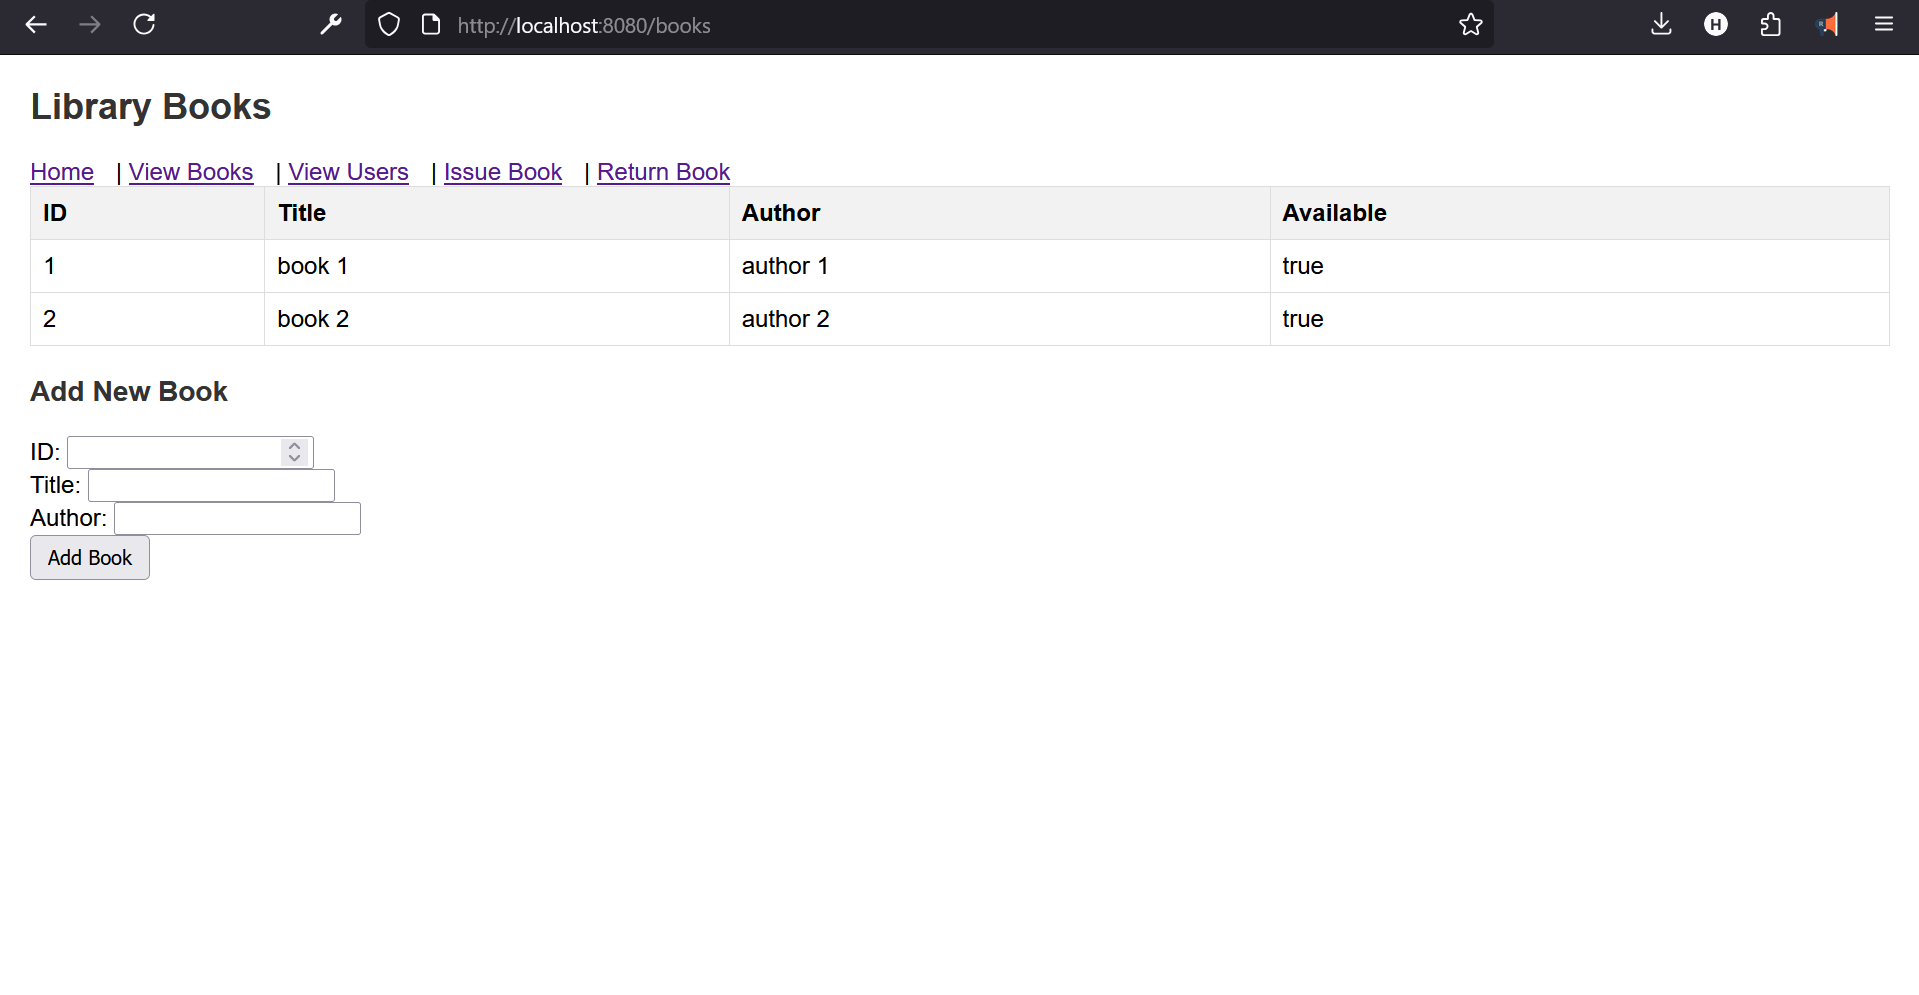 http://localhost:8080/books
H
Library Books
Home | View Books | View Users | Issue Book | Return Book
ID Title Author Available
1 book 1 author 1 true
2 book 2 author 2 true
Add New Book
ID:
Title:
Author:
Add Book